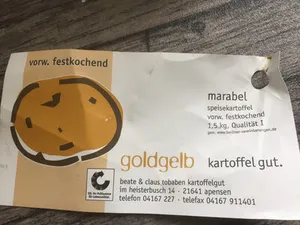 vorw. festkochend
marabel
speisekartoffel
vorw. festkochend
1,5 kg, Qualität 1
goldgelb kartoffel gut.
beate & claus tobaben kartoffelgut
im heisterbusch 14 · 21641 apensen
telefon 04167 227 · telefax 04167 911401